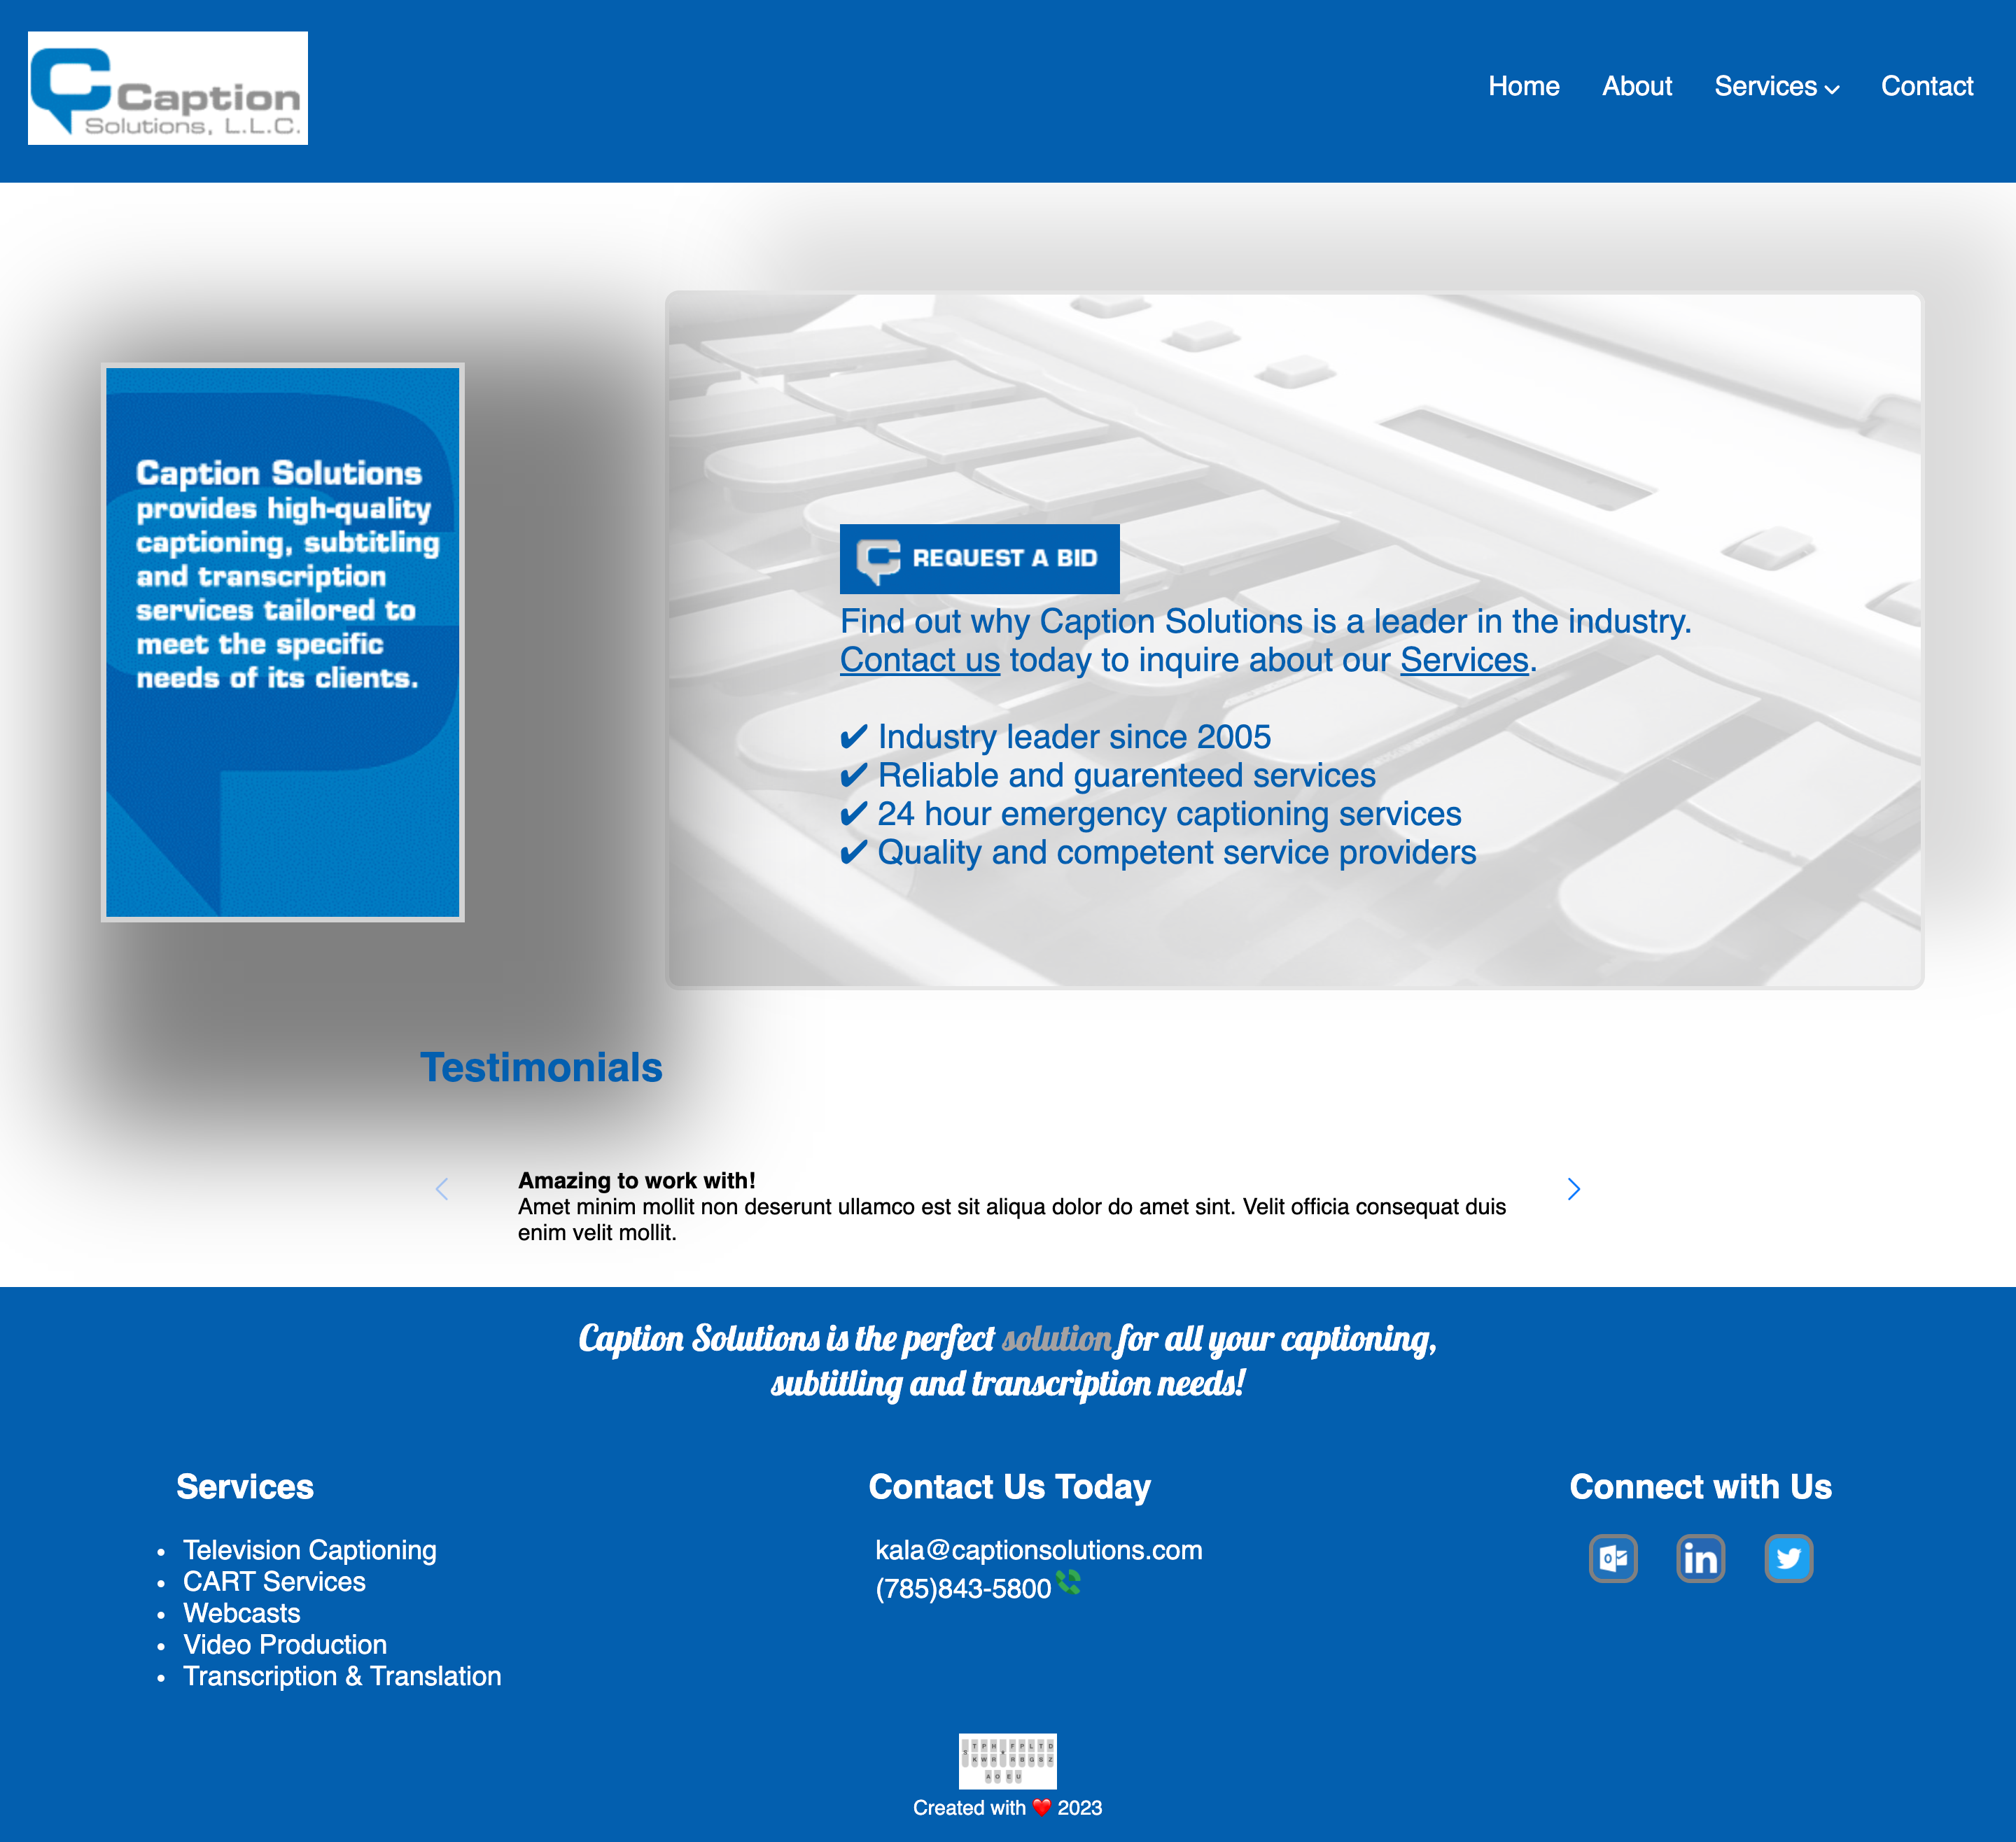 Caption
Solutions, L.L.C.
Home About Services Contact
Caption Solutions
provides high-quality
captioning, subtitling
and transcription
services tailored to
meet the specific
needs of its clients.
REQUEST A BID
Find out why Caption Solutions is a leader in the industry.
Contact us today to inquire about our Services.
✔ Industry leader since 2005
✔ Reliable and guarenteed services
✔ 24 hour emergency captioning services
✔ Quality and competent service providers
Testimonials
Amazing to work with!
Amet minim mollit non deserunt ullamco est sit aliqua dolor do amet sint. Velit officia consequat duis
enim velit mollit.
Caption Solutions is the perfect solution for all your captioning,
subtitling and transcription needs!
Services
• Television Captioning
• CART Services
• Webcasts
• Video Production
• Transcription & Translation
Contact Us Today
kala@captionsolutions.com
(785)843-5800
Connect with Us
in
T P H F P L T D
K W R R B G S Z
A O E U
Created with ❤️ 2023